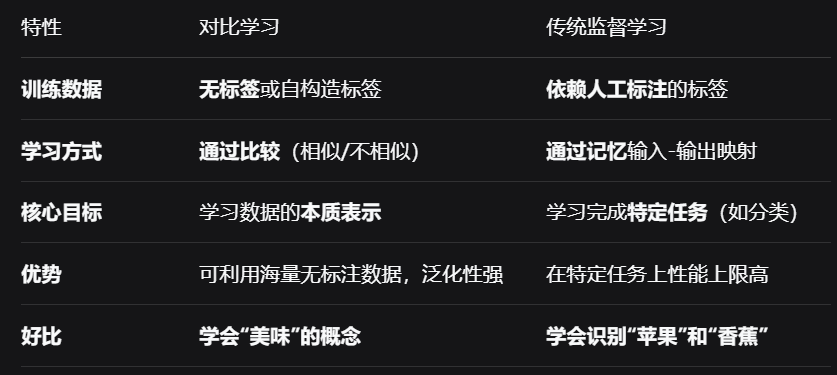 特性 对比学习 传统监督学习
训练数据 无标签或自构造标签 依赖人工标注的标签
学习方式 通过比较（相似/不相似） 通过记忆输入-输出映射
核心目标 学习数据的本质表示 学习完成特定任务（如分类）
优势 可利用海量无标注数据，泛化性强 在特定任务上性能上限高
好比 学会“美味”的概念 学会识别“苹果”和“香蕉”